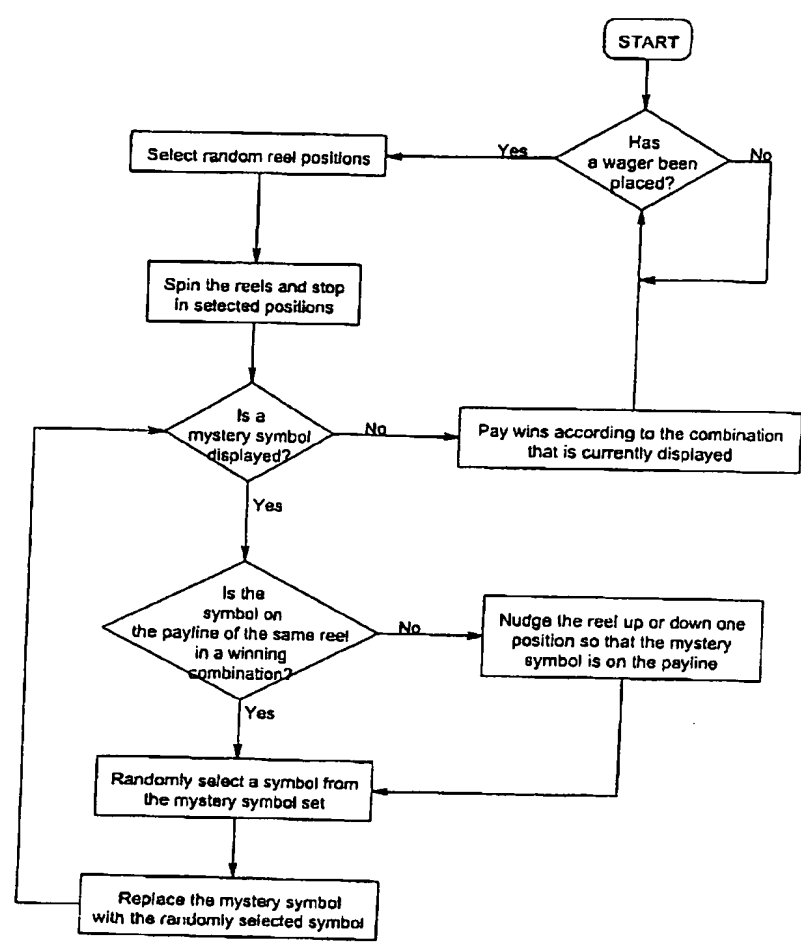 START
Has
a wager been
placed?
Yes
No
Select random reel positions
Spin the reels and stop
in selected positions
Is a
mystery symbol
displayed?
No
Pay wins according to the combination
that is currently displayed
Yes
Is the
symbol on
the payline of the same reel
in a winning
combination?
No
Nudge the reel up or down one
position so that the mystery
symbol is on the payline
Yes
Randomly select a symbol from
the mystery symbol set
Replace the mystery symbol
with the randomly selected symbol